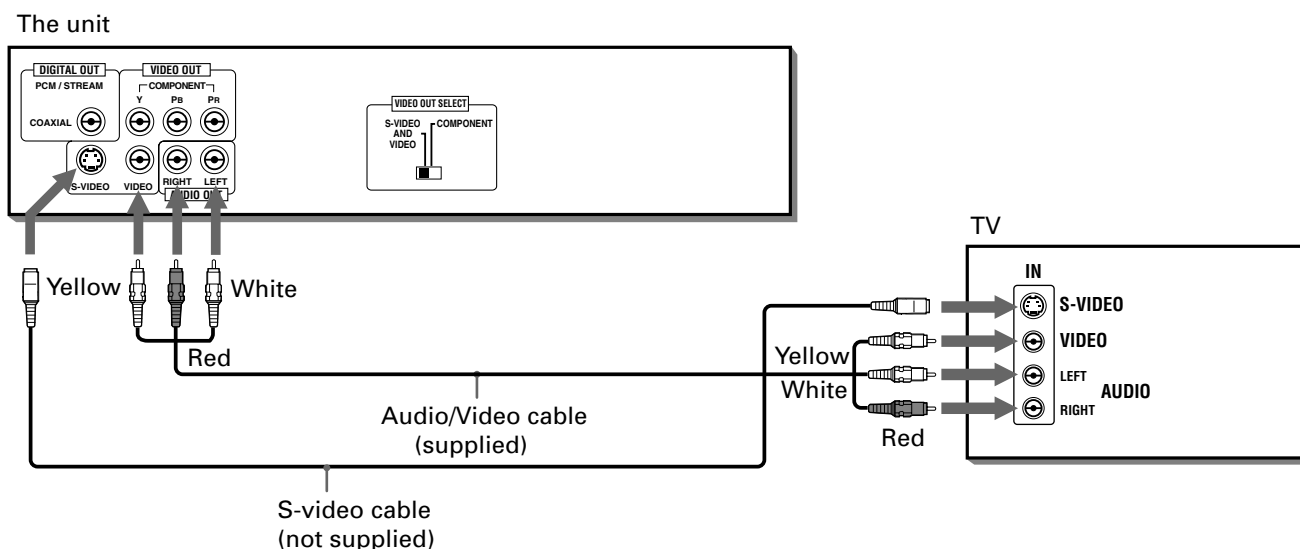 The unit
DIGITAL OUT
PCM / STREAM
COAXIAL
VIDEO OUT
COMPONENT
Y PB PR
S-VIDEO VIDEO
RIGHT LEFT
AUDIO OUT
VIDEO OUT SELECT
S-VIDEO
AND
VIDEO
COMPONENT
Yellow
White
Red
Audio/Video cable
(supplied)
S-video cable
(not supplied)
TV
IN
S-VIDEO
VIDEO
LEFT
AUDIO
RIGHT
Yellow
White
Red